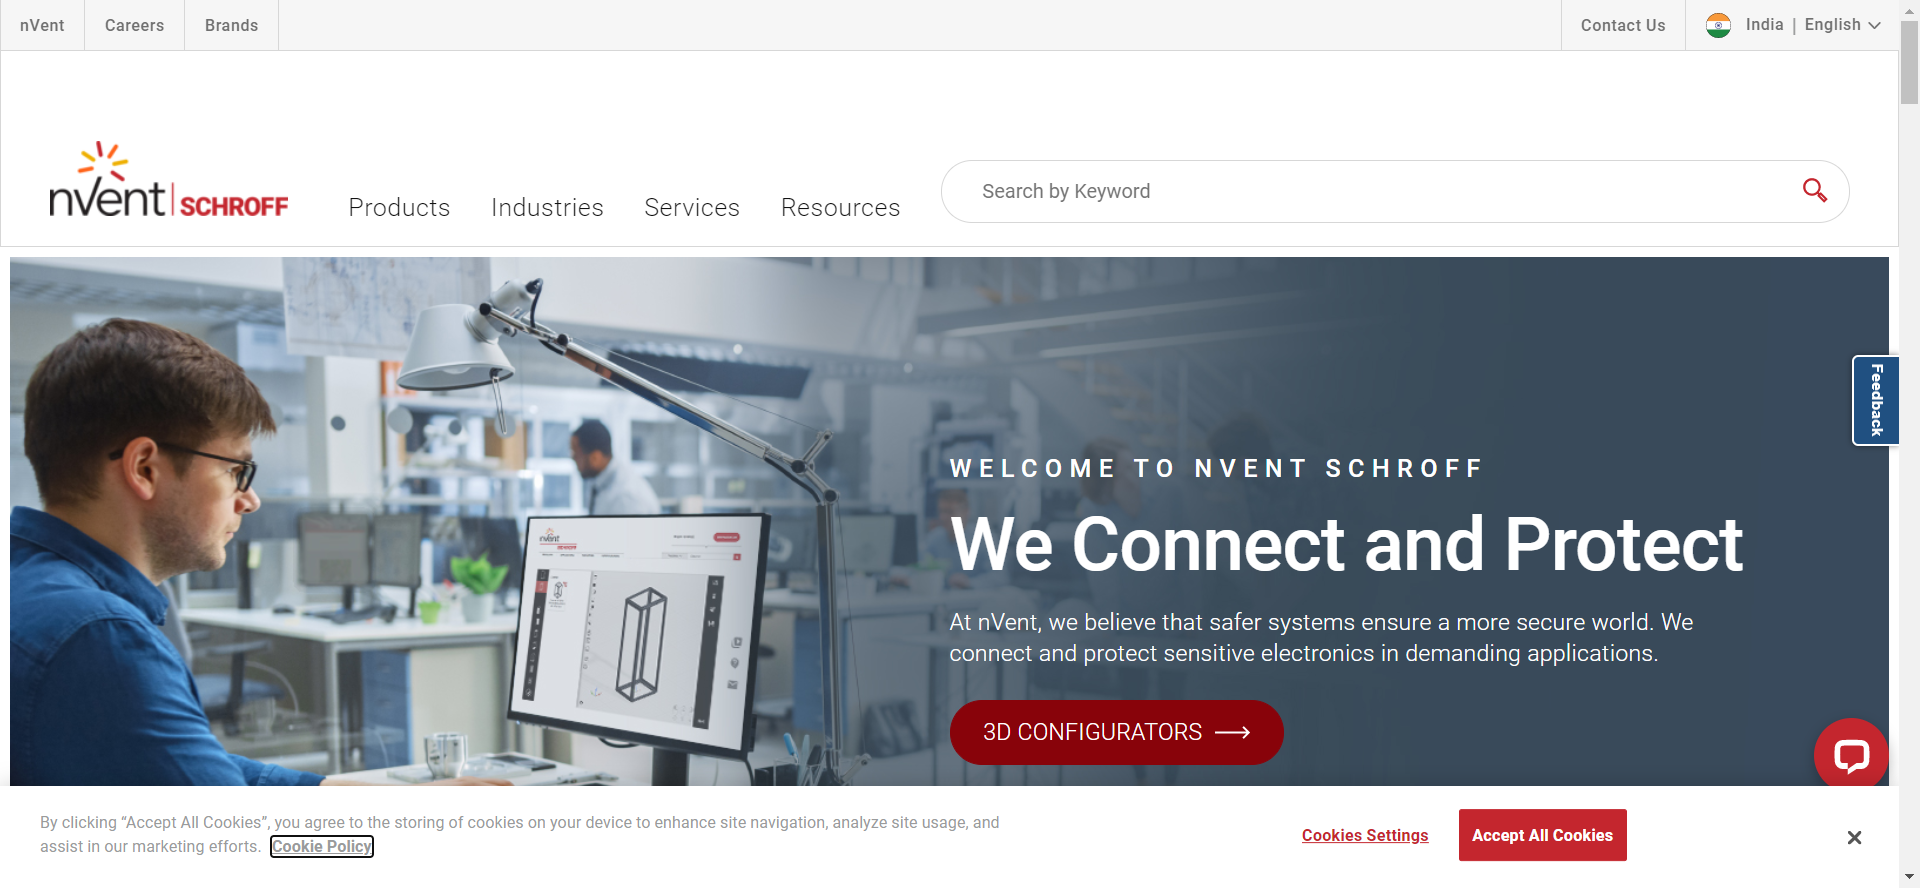 nVent
Careers
Brands
Contact Us
India | English
nVent | SCHROFF
Products
Industries
Services
Resources
Search by Keyword
WELCOME TO NVENT SCHROFF
We Connect and Protect
At nVent, we believe that safer systems ensure a more secure world. We
connect and protect sensitive electronics in demanding applications.
3D CONFIGURATORS
Feedback
By clicking “Accept All Cookies”, you agree to the storing of cookies on your device to enhance site navigation, analyze site usage, and
assist in our marketing efforts. Cookie Policy
Cookies Settings
Accept All Cookies